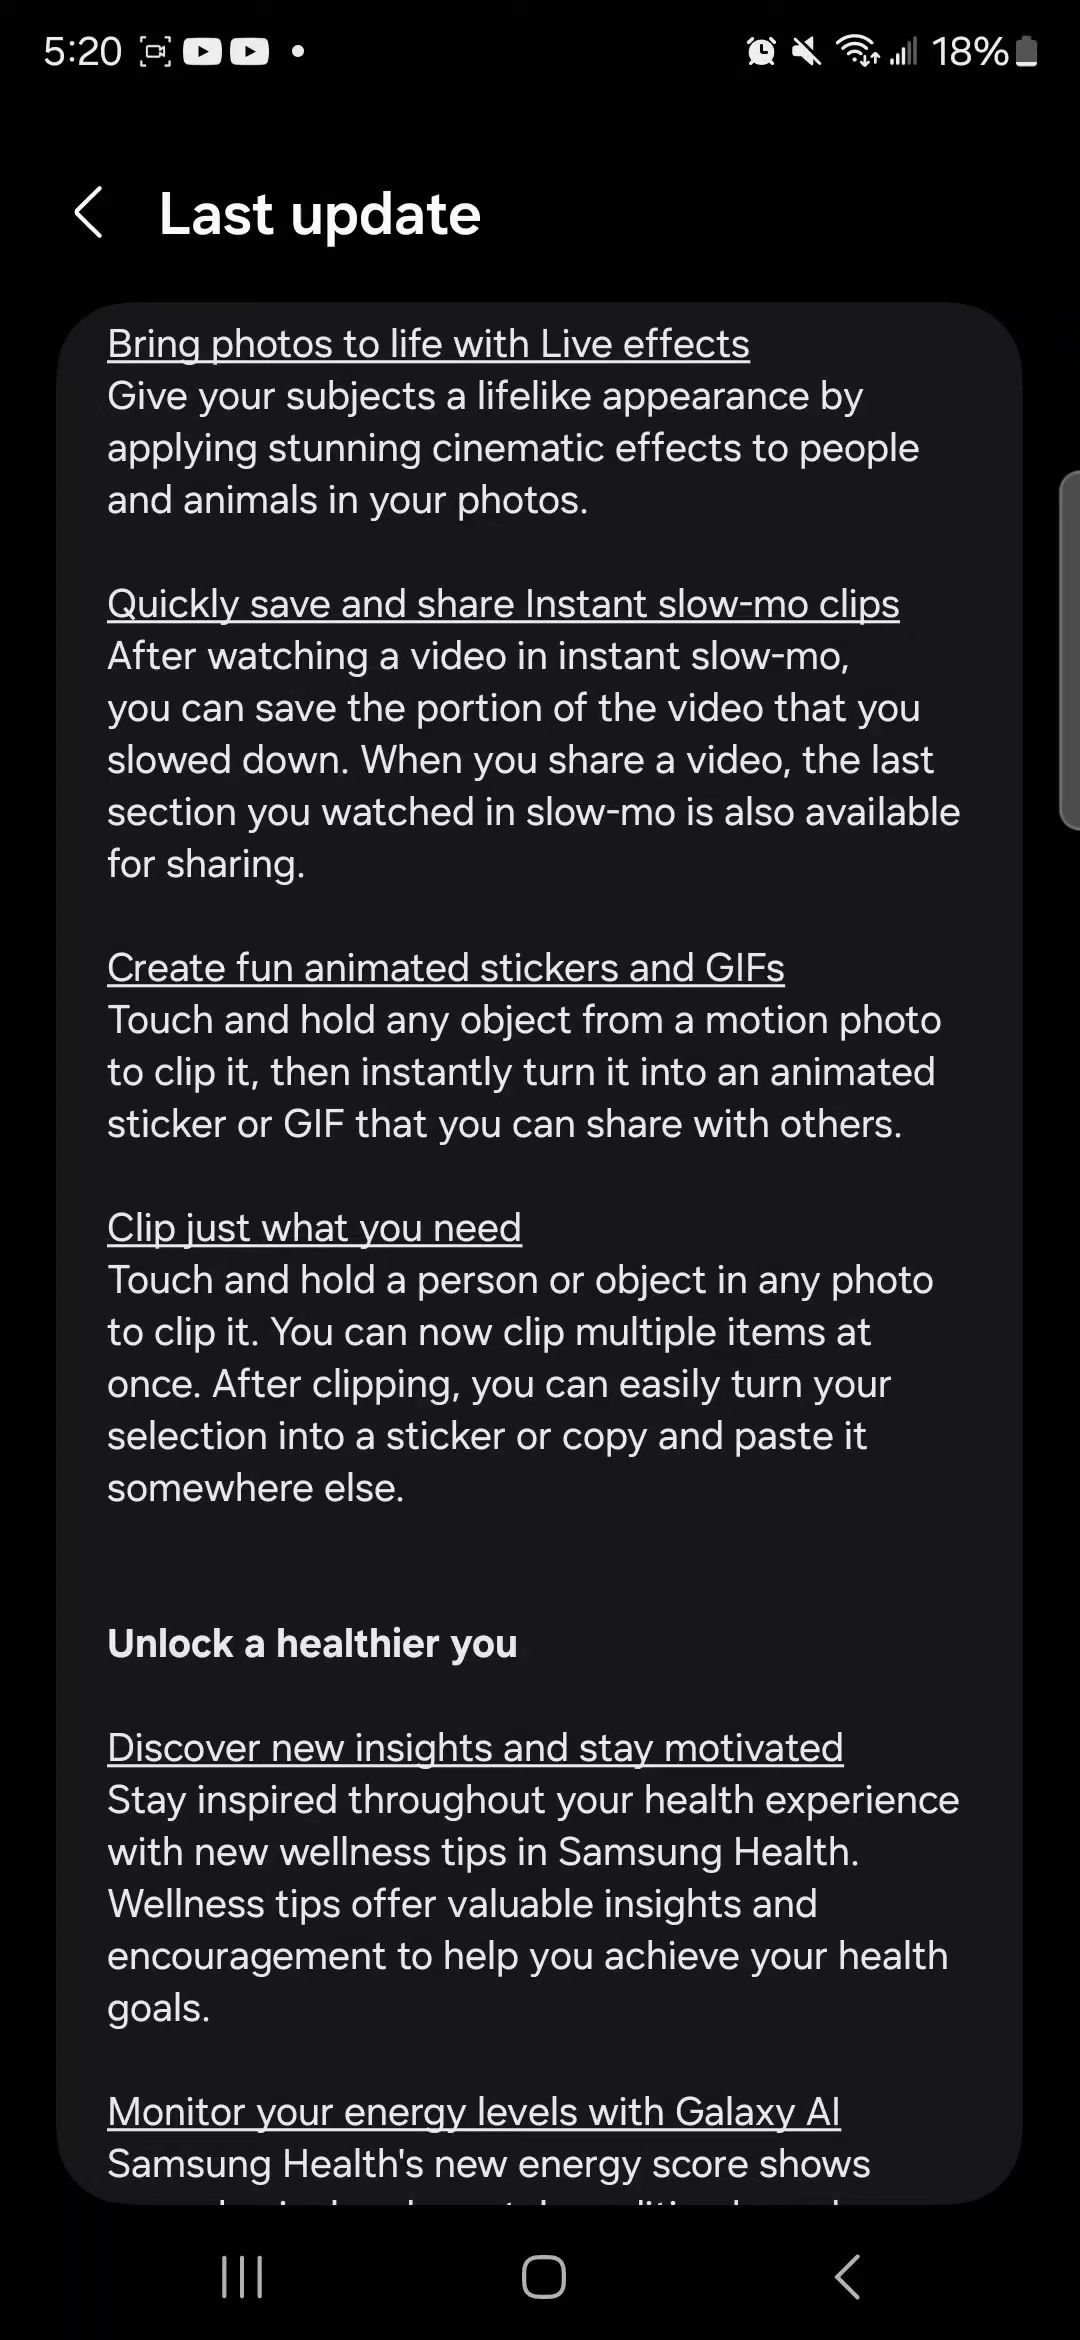 5:20
18%
Last update
Bring photos to life with Live effects
Give your subjects a lifelike appearance by
applying stunning cinematic effects to people
and animals in your photos.
Quickly save and share Instant slow-mo clips
After watching a video in instant slow-mo,
you can save the portion of the video that you
slowed down. When you share a video, the last
section you watched in slow-mo is also available
for sharing.
Create fun animated stickers and GIFs
Touch and hold any object from a motion photo
to clip it, then instantly turn it into an animated
sticker or GIF that you can share with others.
Clip just what you need
Touch and hold a person or object in any photo
to clip it. You can now clip multiple items at
once. After clipping, you can easily turn your
selection into a sticker or copy and paste it
somewhere else.
Unlock a healthier you
Discover new insights and stay motivated
Stay inspired throughout your health experience
with new wellness tips in Samsung Health.
Wellness tips offer valuable insights and
encouragement to help you achieve your health
goals.
Monitor your energy levels with Galaxy AI
Samsung Health's new energy score shows